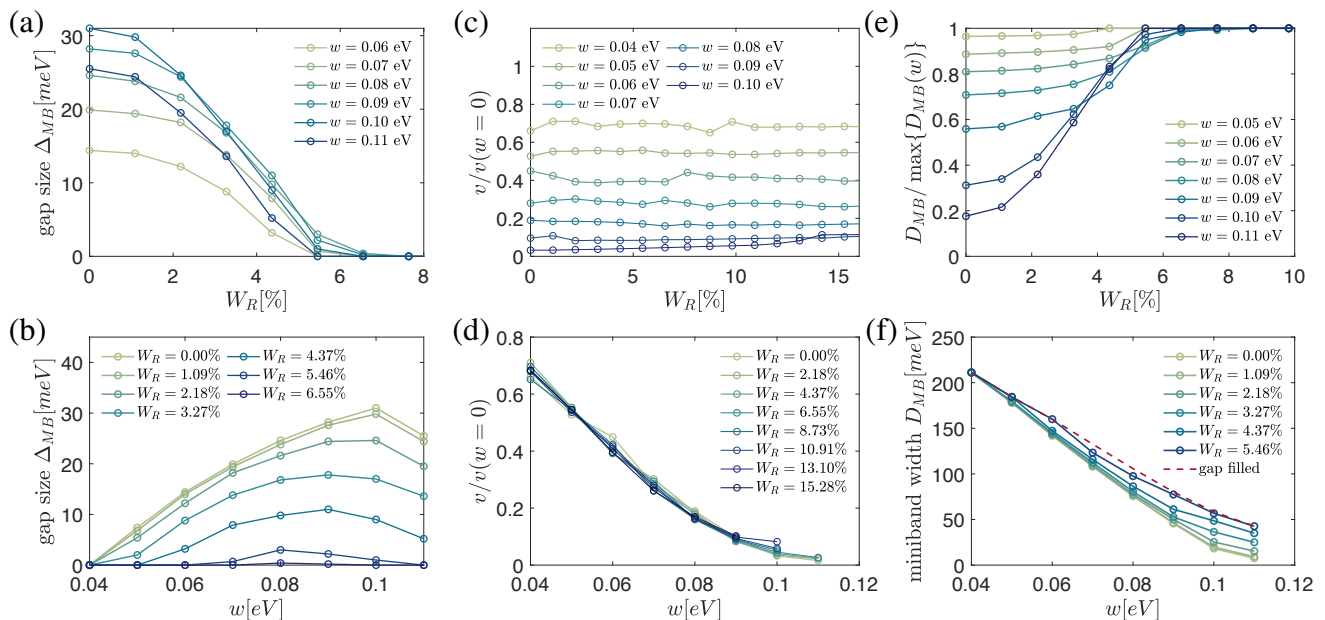 (a)
gap size Δ_MB[meV]
30
20
10
0
0 2 4 6 8
W_R[%]
w = 0.06 eV
w = 0.07 eV
w = 0.08 eV
w = 0.09 eV
w = 0.10 eV
w = 0.11 eV
(c)
v/v(w = 0)
1
0.8
0.6
0.4
0.2
0
0 5 10 15
W_R[%]
w = 0.04 eV w = 0.08 eV
w = 0.05 eV w = 0.09 eV
w = 0.06 eV w = 0.10 eV
w = 0.07 eV
(e)
D_MB/ max{D_MB(w)}
1
0.8
0.6
0.4
0.2
0
0 2 4 6 8 10
W_R[%]
w = 0.05 eV
w = 0.06 eV
w = 0.07 eV
w = 0.08 eV
w = 0.09 eV
w = 0.10 eV
w = 0.11 eV
(b)
gap size Δ_MB[meV]
40
30
20
10
0
0.04 0.06 0.08 0.1
w[eV]
W_R = 0.00% W_R = 4.37%
W_R = 1.09% W_R = 5.46%
W_R = 2.18% W_R = 6.55%
W_R = 3.27%
(d)
v/v(w = 0)
0.8
0.6
0.4
0.2
0
0.04 0.06 0.08 0.1 0.12
w[eV]
W_R = 0.00%
W_R = 2.18%
W_R = 4.37%
W_R = 6.55%
W_R = 8.73%
W_R = 10.91%
W_R = 13.10%
W_R = 15.28%
(f)
miniband width D_MB[meV]
250
200
150
100
50
0
0.04 0.06 0.08 0.1 0.12
w[eV]
W_R = 0.00%
W_R = 1.09%
W_R = 2.18%
W_R = 3.27%
W_R = 4.37%
W_R = 5.46%
gap filled